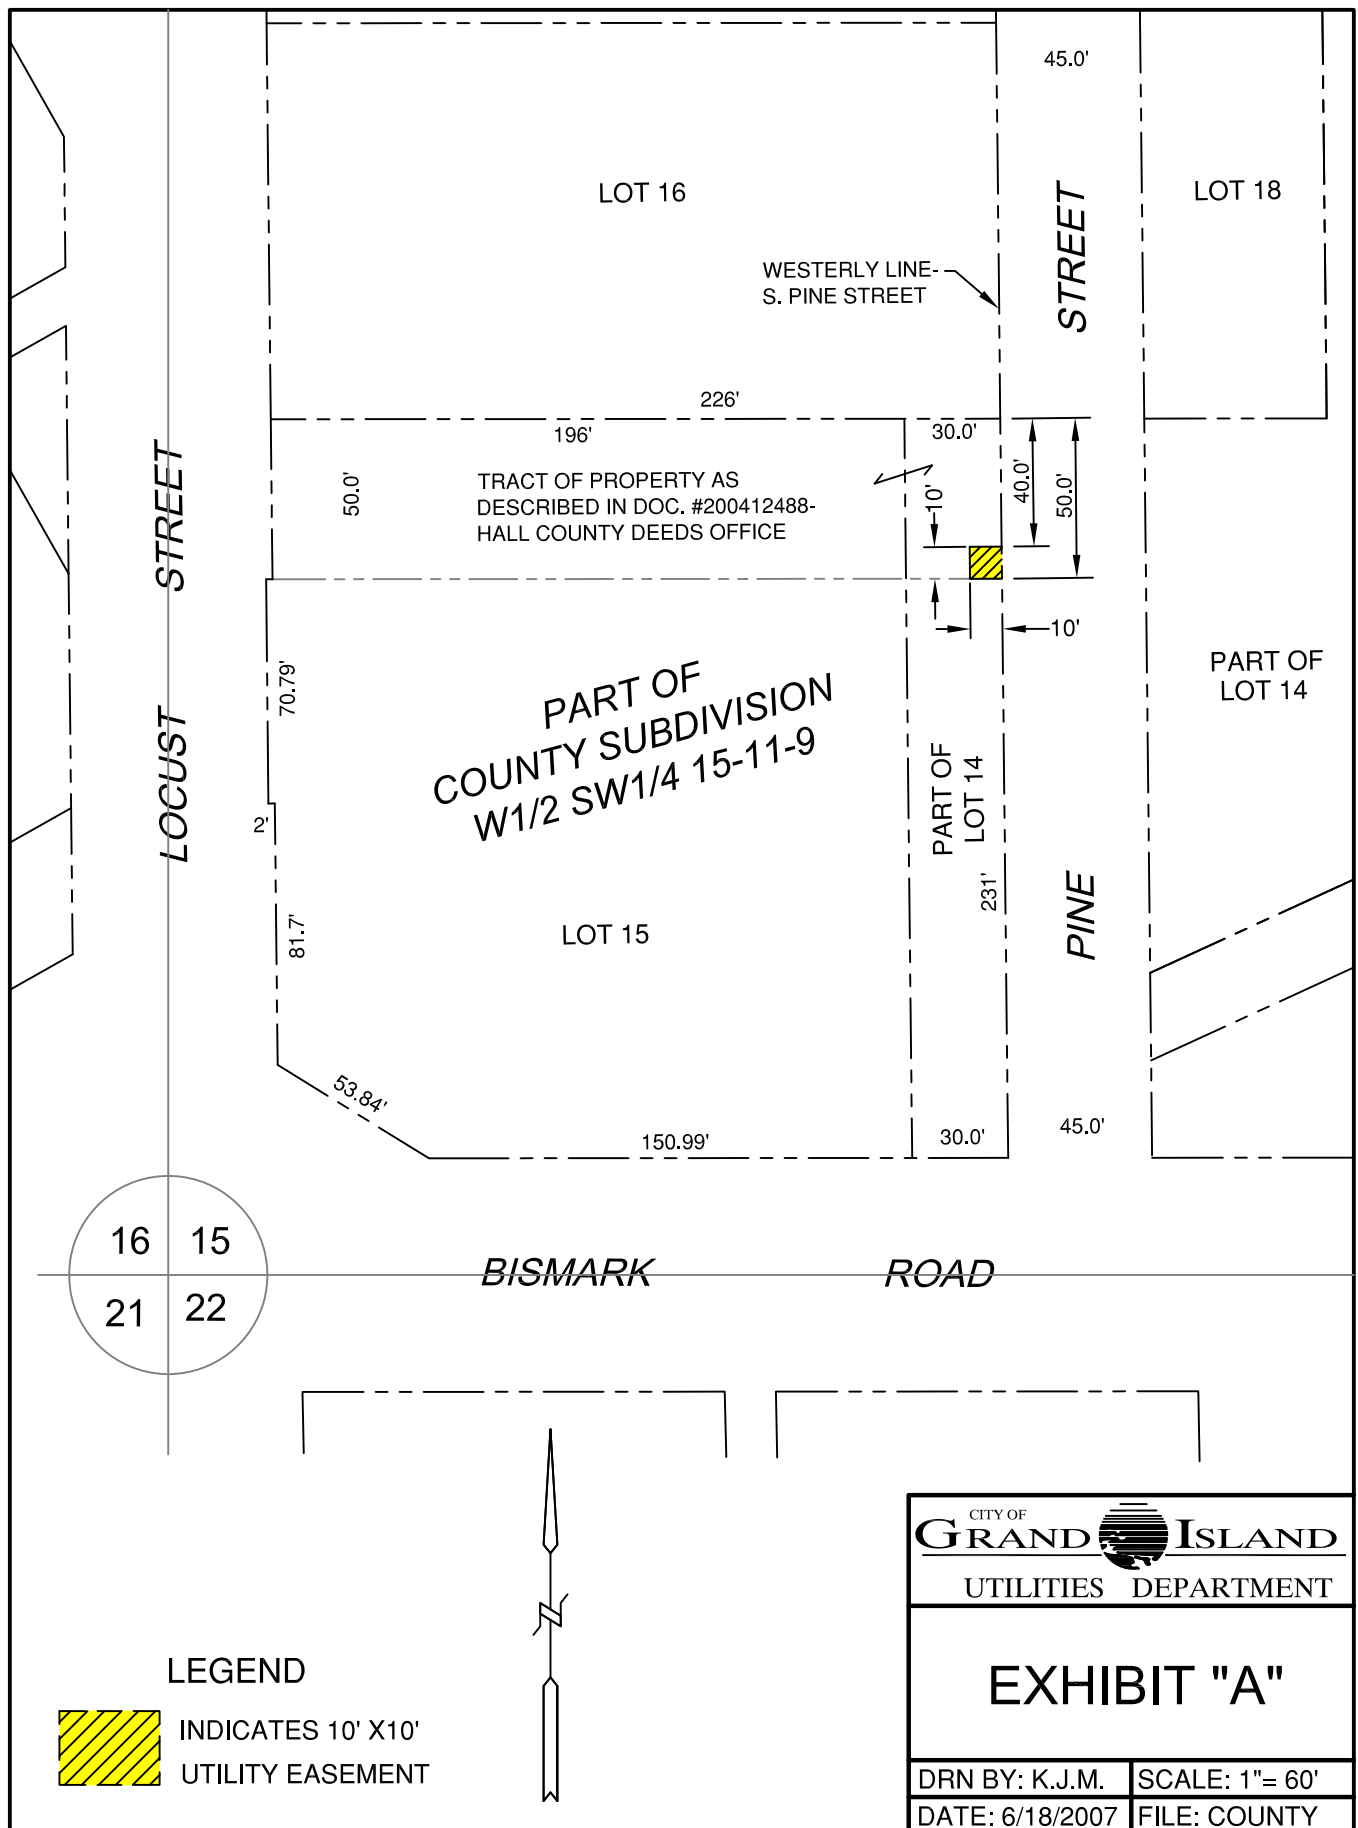 45.0'
LOT 16
LOT 18
STREET
WESTERLY LINE-
S. PINE STREET
226'
196'
30.0'
STREET
50.0'
TRACT OF PROPERTY AS
DESCRIBED IN DOC. #200412488-
HALL COUNTY DEEDS OFFICE
10'
40.0'
50.0'
10'
70.79'
PART OF
COUNTY SUBDIVISION
W1/2 SW1/4 15-11-9
PART OF
LOT 14
LOCUST
2'
PART OF
LOT 14
231'
PINE
81.7'
LOT 15
53.84'
150.99'
30.0'
45.0'
16 15
21 22
BISMARK ROAD
N
CITY OF
GRAND ISLAND
UTILITIES DEPARTMENT
EXHIBIT "A"
LEGEND
INDICATES 10' X10'
UTILITY EASEMENT
DRN BY: K.J.M.
SCALE: 1"= 60'
DATE: 6/18/2007
FILE: COUNTY